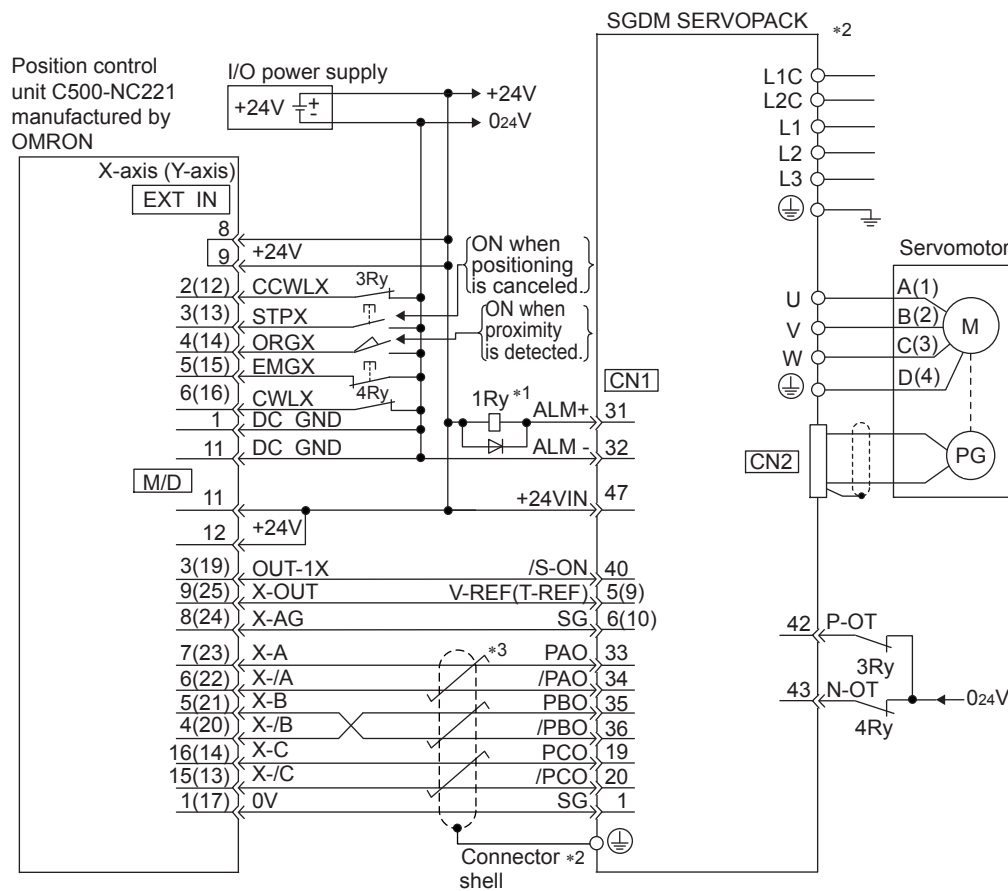 SGDM SERVOPACK
*2
Position control
unit C500-NC221
manufactured by
OMRON
I/O power supply
+24V + -
+24V
024V
L1C
L2C
L1
L2
L3
X-axis (Y-axis)
EXT IN
8
9 +24V
ON when
positioning
is canceled.
2(12) CCWLX 3Ry
3(13) STPX
ON when
proximity
is detected.
4(14) ORGX
5(15) EMGX
6(16) CWLX 4Ry
1 DC GND
11 DC GND
1Ry *1
CN1
ALM+ 31
ALM - 32
Servomotor
U A(1)
V B(2)
W C(3)
D(4)
M
CN2
PG
M/D
11 +24VIN 47
12 +24V
3(19) OUT-1X /S-ON 40
9(25) X-OUT V-REF(T-REF) 5(9)
8(24) X-AG SG 6(10)
7(23) X-A *3 PAO 33
6(22) X-/A /PAO 34
5(21) X-B PBO 35
4(20) X-/B /PBO 36
16(14) X-C PCO 19
15(13) X-/C /PCO 20
1(17) 0V SG 1
42 P-OT
3Ry
43 N-OT
024V
4Ry
Connector *2
shell